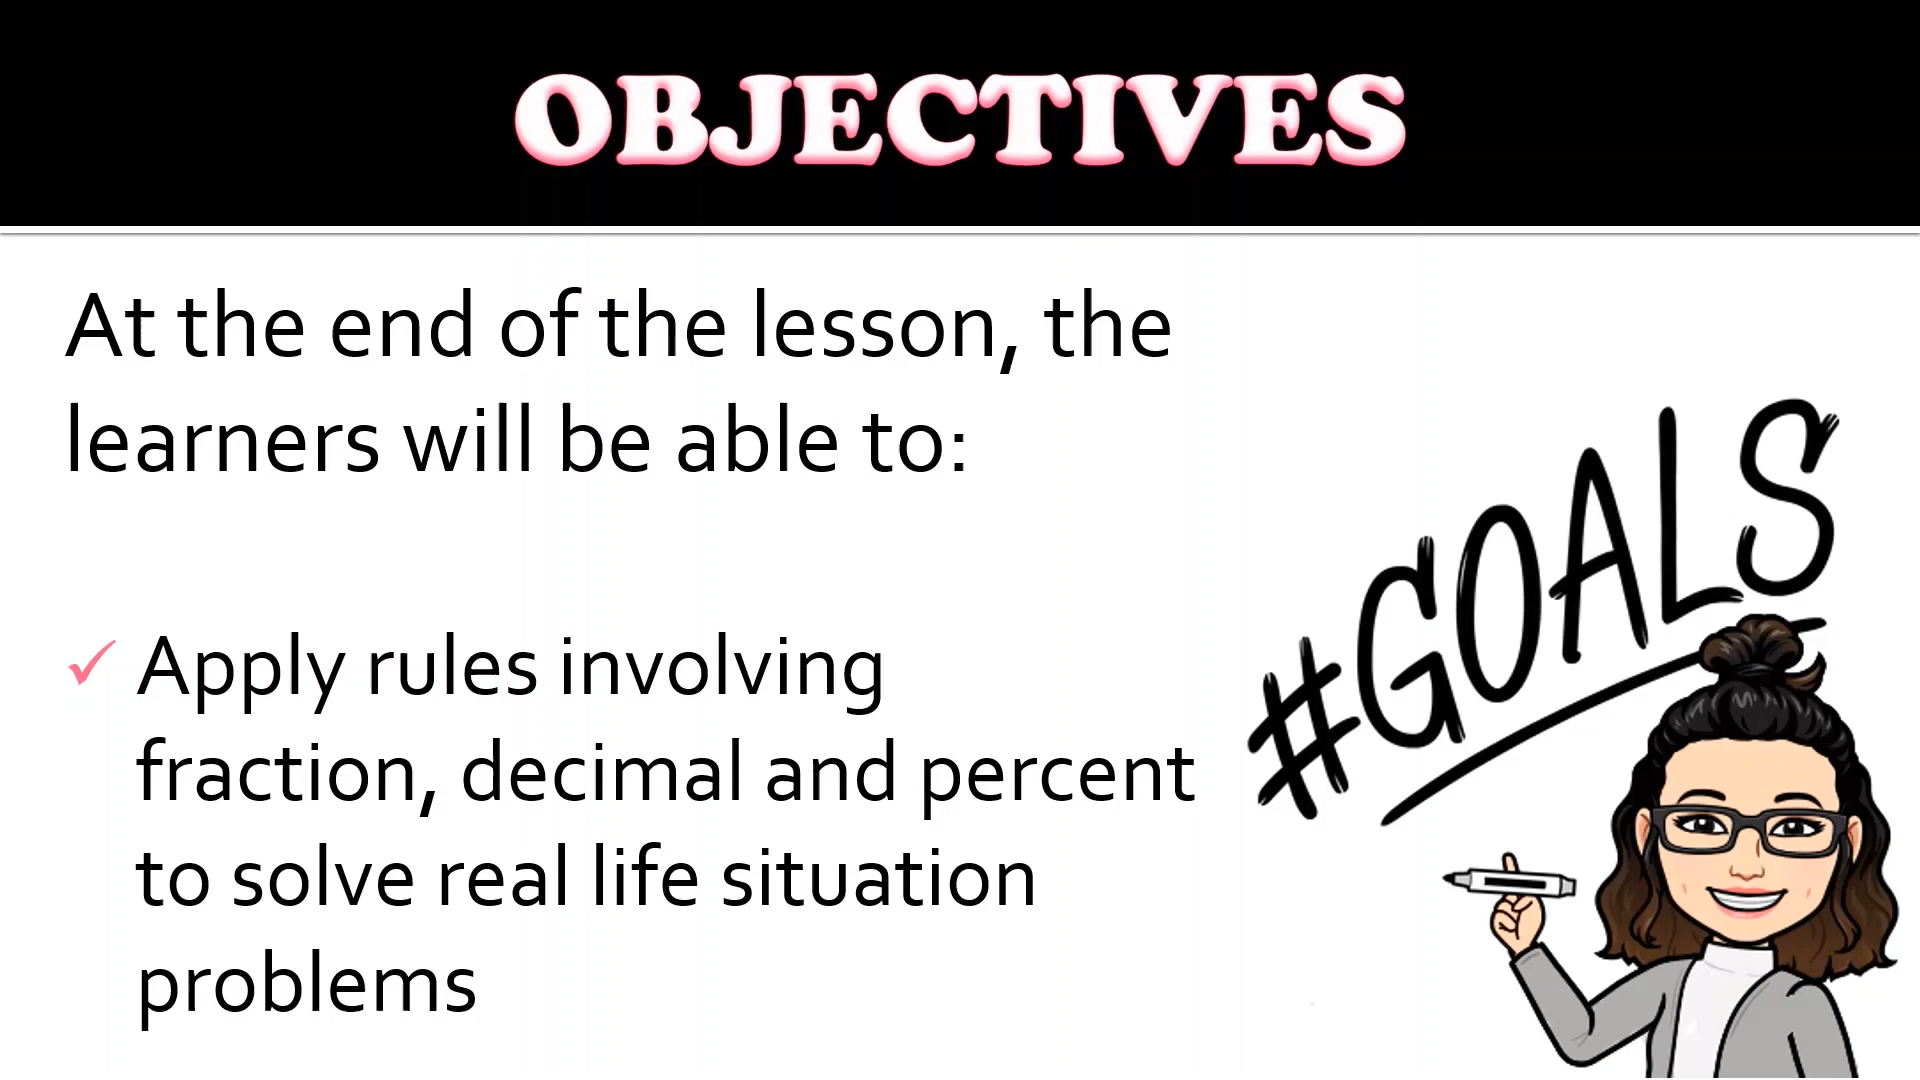 OBJECTIVES
At the end of the lesson, the
learners will be able to:
#GOALS
✓ Apply rules involving
fraction, decimal and percent
to solve real life situation
problems